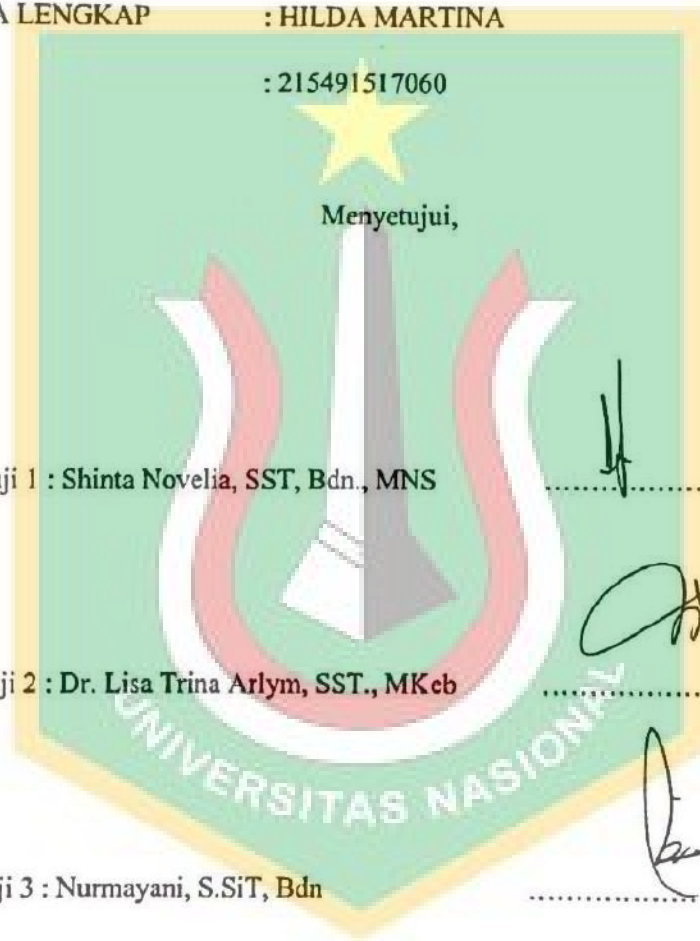 A LENGKAP : HILDA MARTINA
: 215491517060
Menyetujui,
ji 1 : Shinta Novelia, SST, Bdn., MNS ....................
ji 2 : Dr. Lisa Trina Arlym, SST., MKeb ....................
UNIVERSITAS NASIONAL
ji 3 : Nurmayani, S.SiT, Bdn ....................